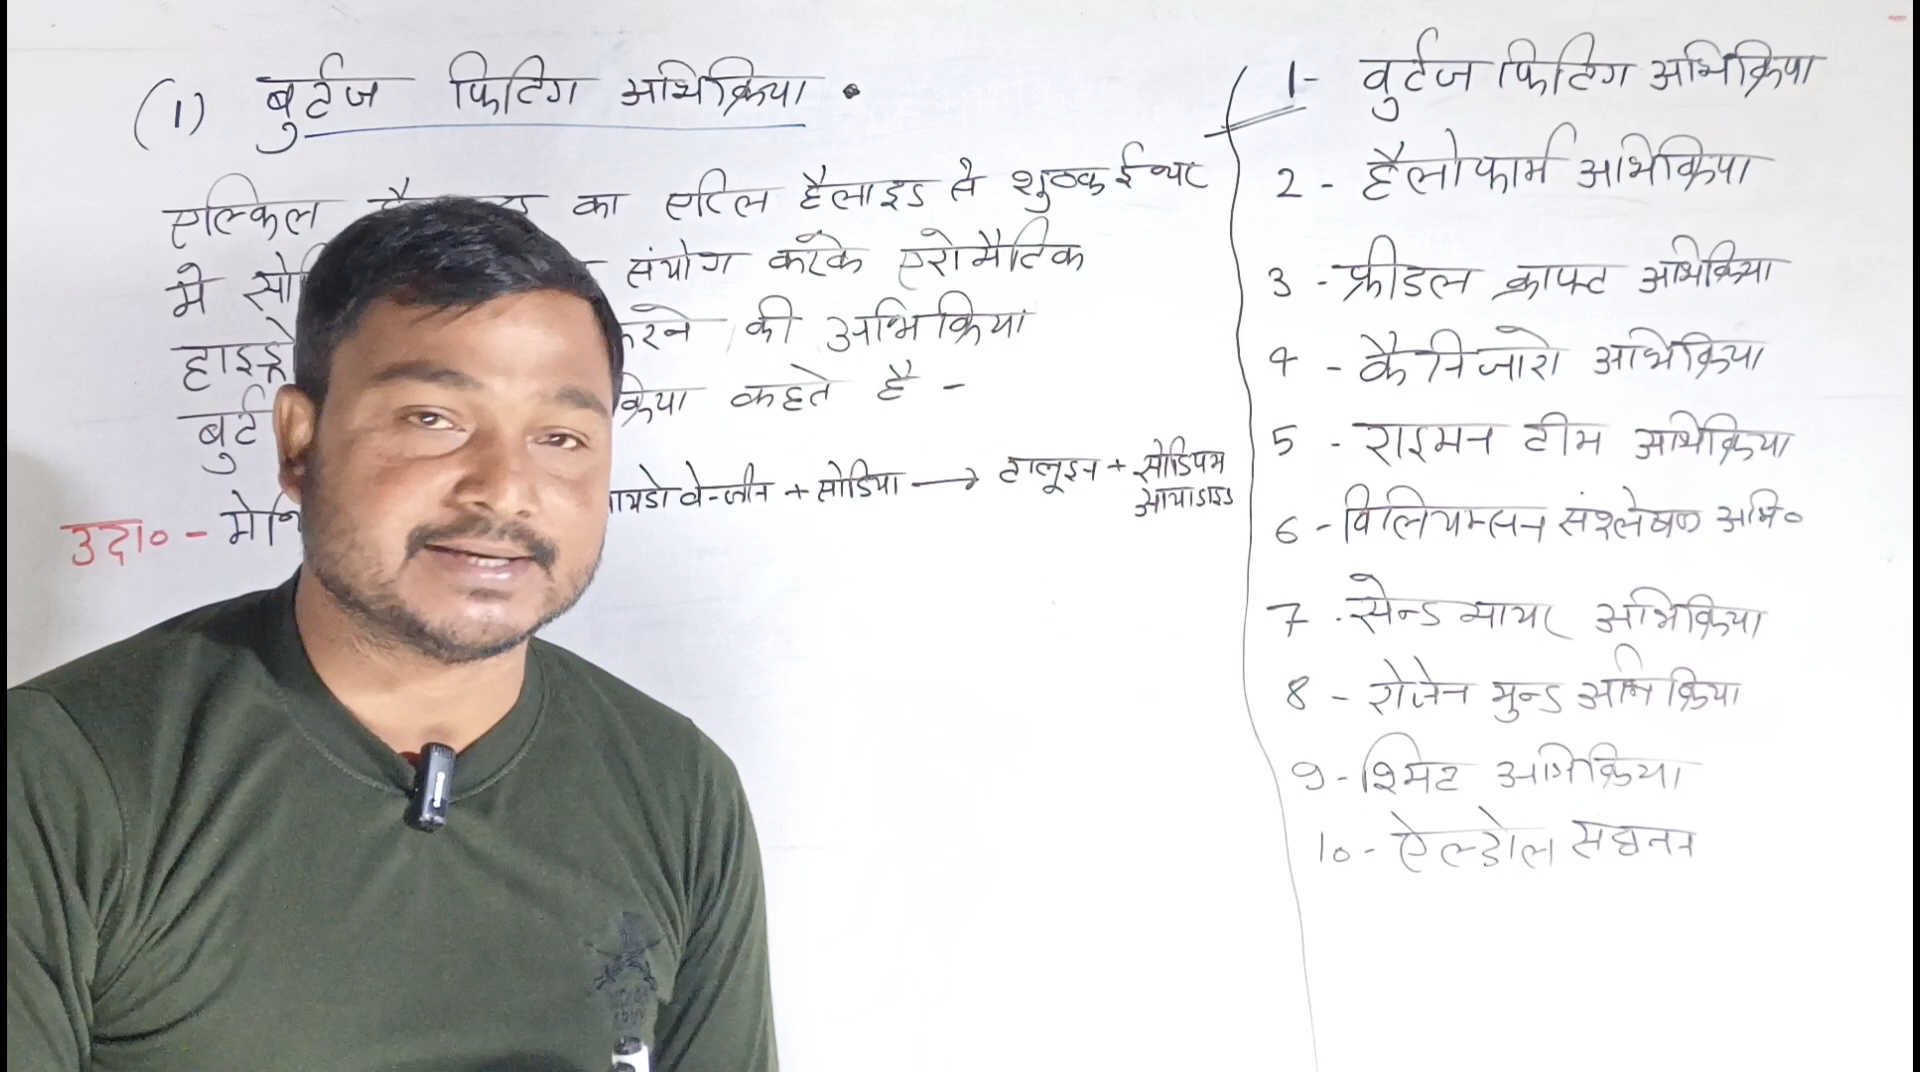 (1) बुर्टज फिटिग अभिक्रिया
एल्किल का एरिल हैलाइड से शुष्क ईथर
मे संयोग करके एरोमैटिक
हाइड्रो करने की अभिक्रिया
बुर्ट क्रिया कहते है -
उदा० - मेथि आयडो बेन्जीन + सोडियम → टालूइन + सोडियम
आयोडाइड
1- वुर्टज फिटिग अभिक्रिया
2 - हैलोफार्म अभिक्रिया
3 - फ्रीडल क्राफ्ट अभिक्रिया
4 - कैनिजारो अभिक्रिया
5 - राइमन टीम अभिक्रिया
6 - विलियम्सन संश्लेषण अभि०
7 . सेन्ड मायर अभिक्रिया
8 - रोजेन मुन्ड अभिक्रिया
9 - श्मिट अभिक्रिया
10 - ऐल्डोल संघनन